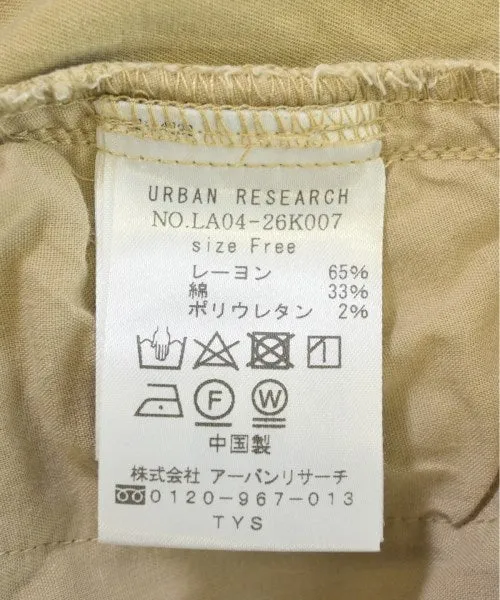 URBAN RESEARCH
NO.LA04-26K007
size Free
レーヨン 65%
綿 33%
ポリウレタン 2%
F W
中国製
株式会社 アーバンリサーチ
0120-967-013
TYS